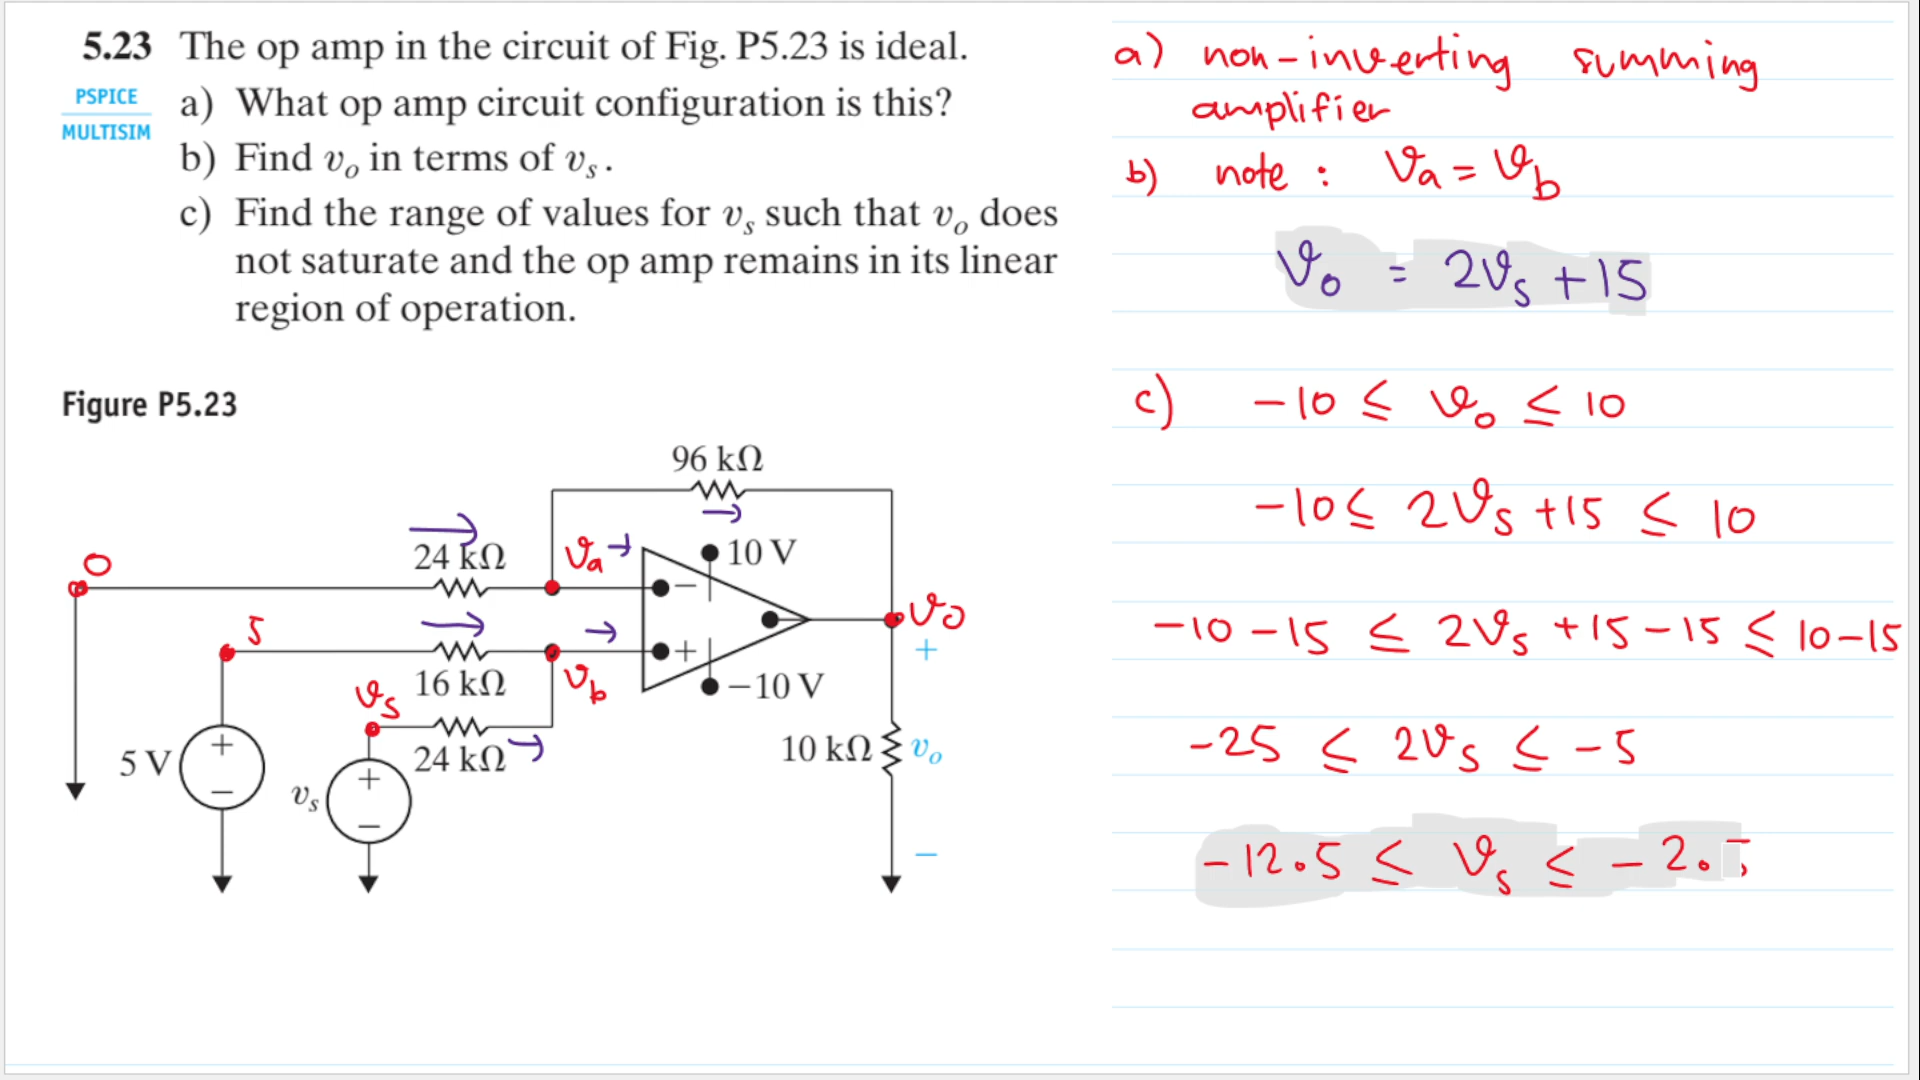 5.23 The op amp in the circuit of Fig. P5.23 is ideal.
PSPICE
MULTISIM
a) What op amp circuit configuration is this?
b) Find v_o in terms of v_s.
c) Find the range of values for v_s such that v_o does
not saturate and the op amp remains in its linear
region of operation.
Figure P5.23
96 kΩ
24 kΩ
v_a
10 V
0
5
16 kΩ
v_b
−10 V
v_o
+
v_s
24 kΩ
5 V
+
−
v_s
+
−
−
+
10 kΩ
v_o
−
a) non-inverting summing
amplifier
b) note : v_a = v_b
v_o = 2v_s + 15
c) -10 ≤ v_o ≤ 10
-10 ≤ 2v_s +15 ≤ 10
-10 -15 ≤ 2v_s +15 -15 ≤ 10-15
-25 ≤ 2v_s ≤ -5
-12.5 ≤ v_s ≤ -2.5